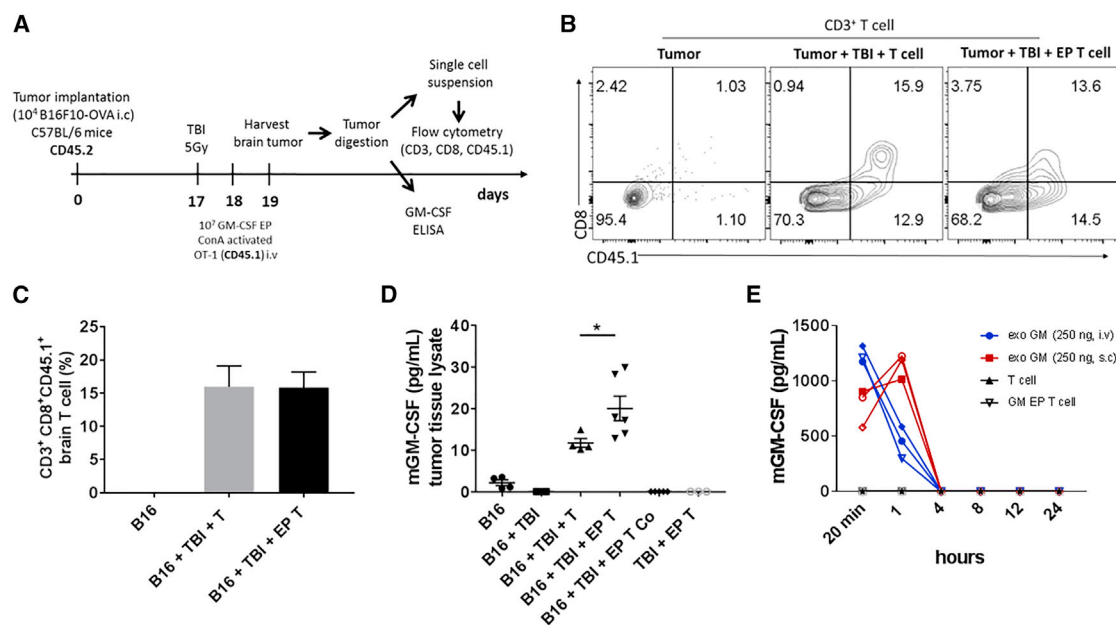 A
Tumor implantation
(10⁴ B16F10-OVA i.c)
C57BL/6 mice
CD45.2
TBI
5Gy
Harvest
brain tumor
Tumor
digestion
Single cell
suspension
Flow cytometry
(CD3, CD8, CD45.1)
GM-CSF
ELISA
days
0
17
18
19
10⁷ GM-CSF EP
ConA activated
OT-1 (CD45.1) i.v
B
CD3⁺ T cell
Tumor
Tumor + TBI + T cell
Tumor + TBI + EP T cell
2.42
1.03
0.94
15.9
3.75
13.6
95.4
1.10
70.3
12.9
68.2
14.5
CD8
CD45.1
C
CD3⁺ CD8⁺CD45.1⁺
brain T cell (%)
25
20
15
10
5
0
B16
B16 + TBI + T
B16 + TBI + EP T
D
mGM-CSF (pg/mL)
tumor tissue lysate
40
30
20
10
0
*
B16
B16 + TBI
B16 + TBI + T
B16 + TBI + EP T
B16 + TBI + EP T Co
TBI + EP T
E
mGM-CSF (pg/mL)
1500
1000
500
0
20 min
1
4
8
12
24
hours
exo GM (250 ng, i.v)
exo GM (250 ng, s.c)
T cell
GM EP T cell